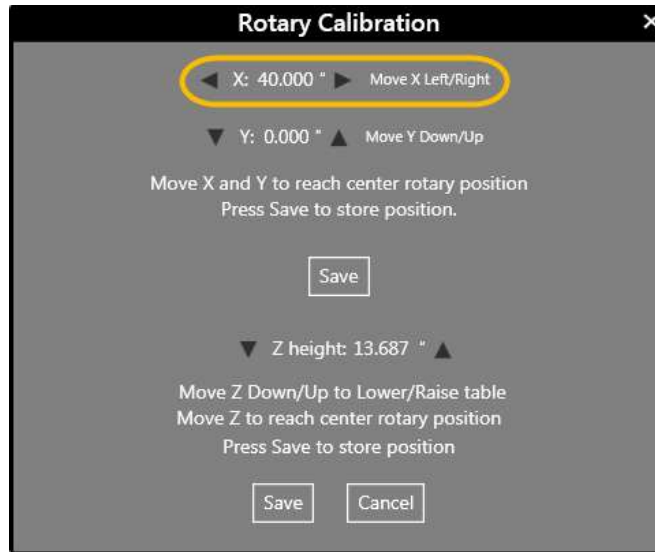 Rotary Calibration ×
◀ X: 40.000 " ▶ Move X Left/Right
▼ Y: 0.000 " ▲ Move Y Down/Up
Move X and Y to reach center rotary position
Press Save to store position.
Save
▼ Z height: 13.687 " ▲
Move Z Down/Up to Lower/Raise table
Move Z to reach center rotary position
Press Save to store position
Save Cancel